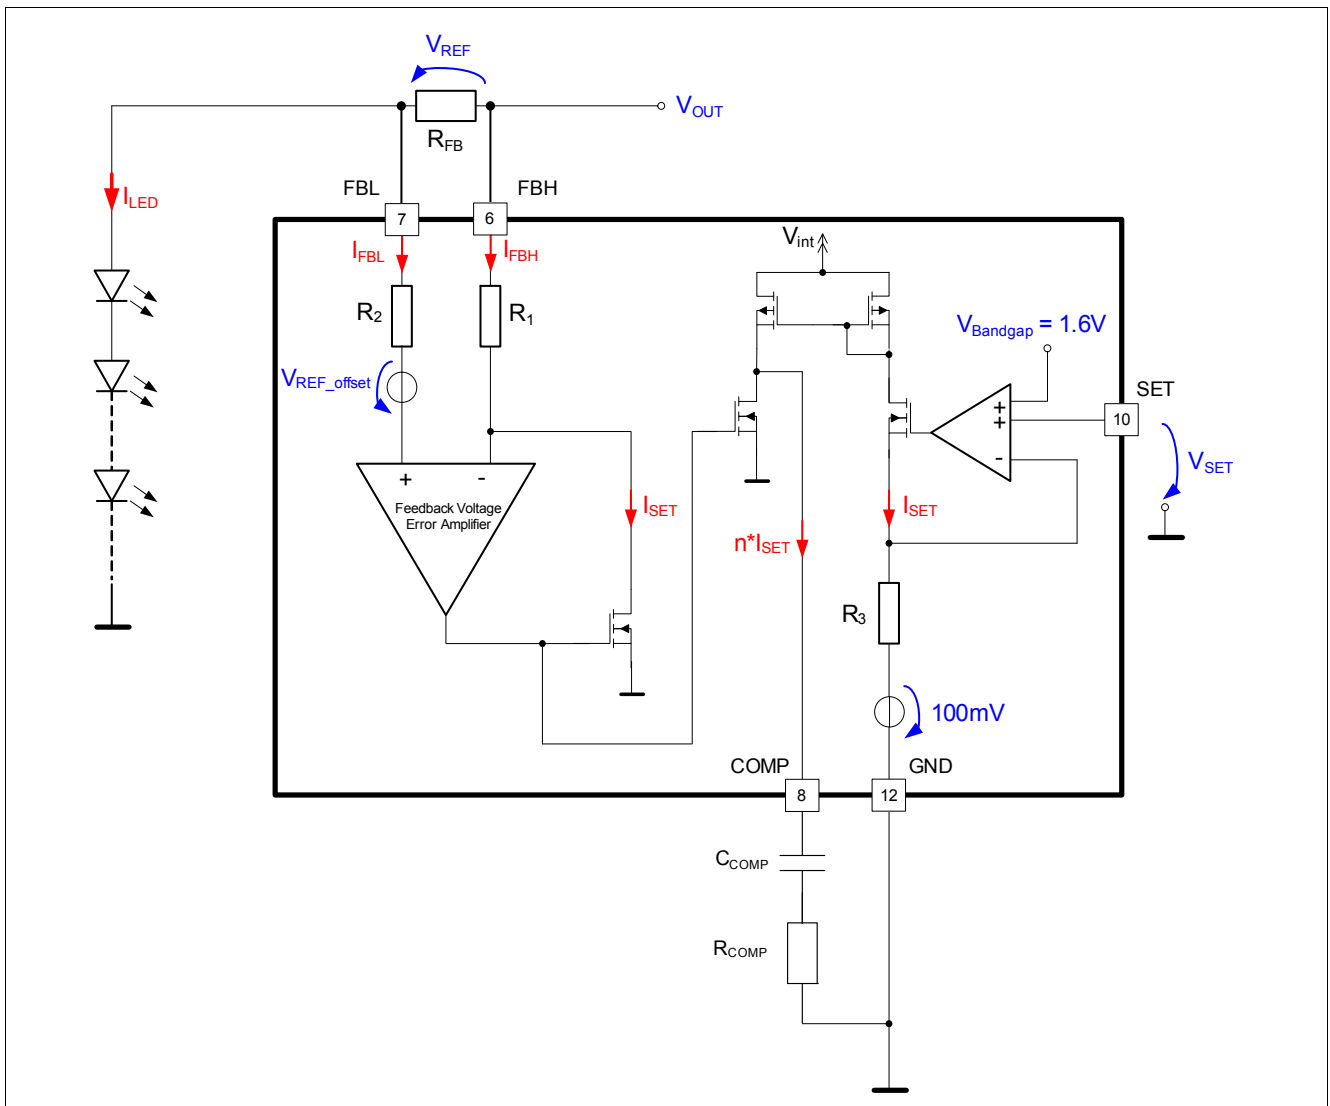 VREF
VOUT
RFB
FBL
FBH
7
6
ILED
IFBL
IFBH
Vint
R2
R1
VBandgap = 1.6V
VREF_offset
SET
10
+
+
-
VSET
+
-
Feedback Voltage
Error Amplifier
ISET
ISET
n*ISET
R3
100mV
COMP
GND
8
12
CCOMP
RCOMP